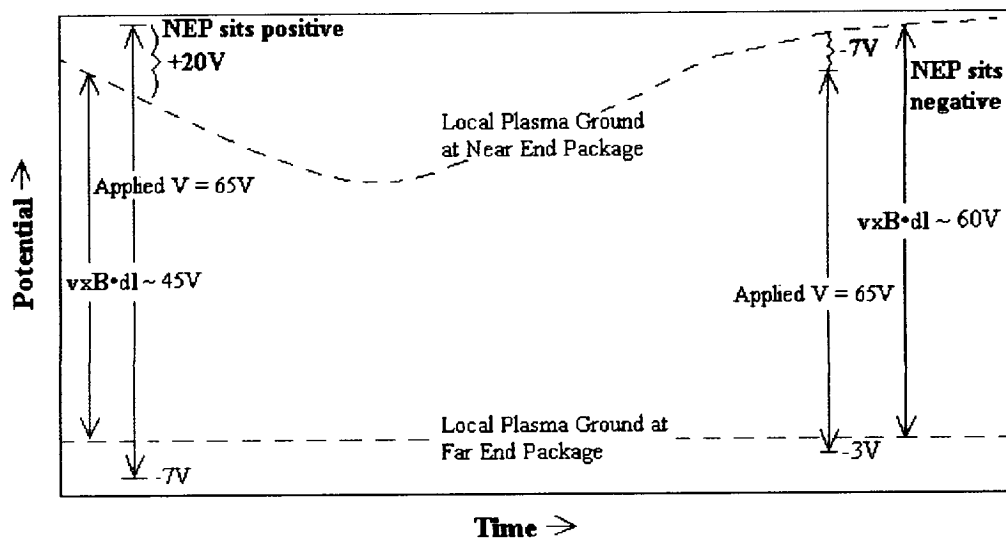 NEP sits positive
+20V
-7V
NEP sits
negative
Local Plasma Ground
at Near End Package
Applied V = 65V
vxB•dl ~ 60V
vxB•dl ~ 45V
Applied V = 65V
Local Plasma Ground at
Far End Package
-7V
-3V
Potential →
Time →